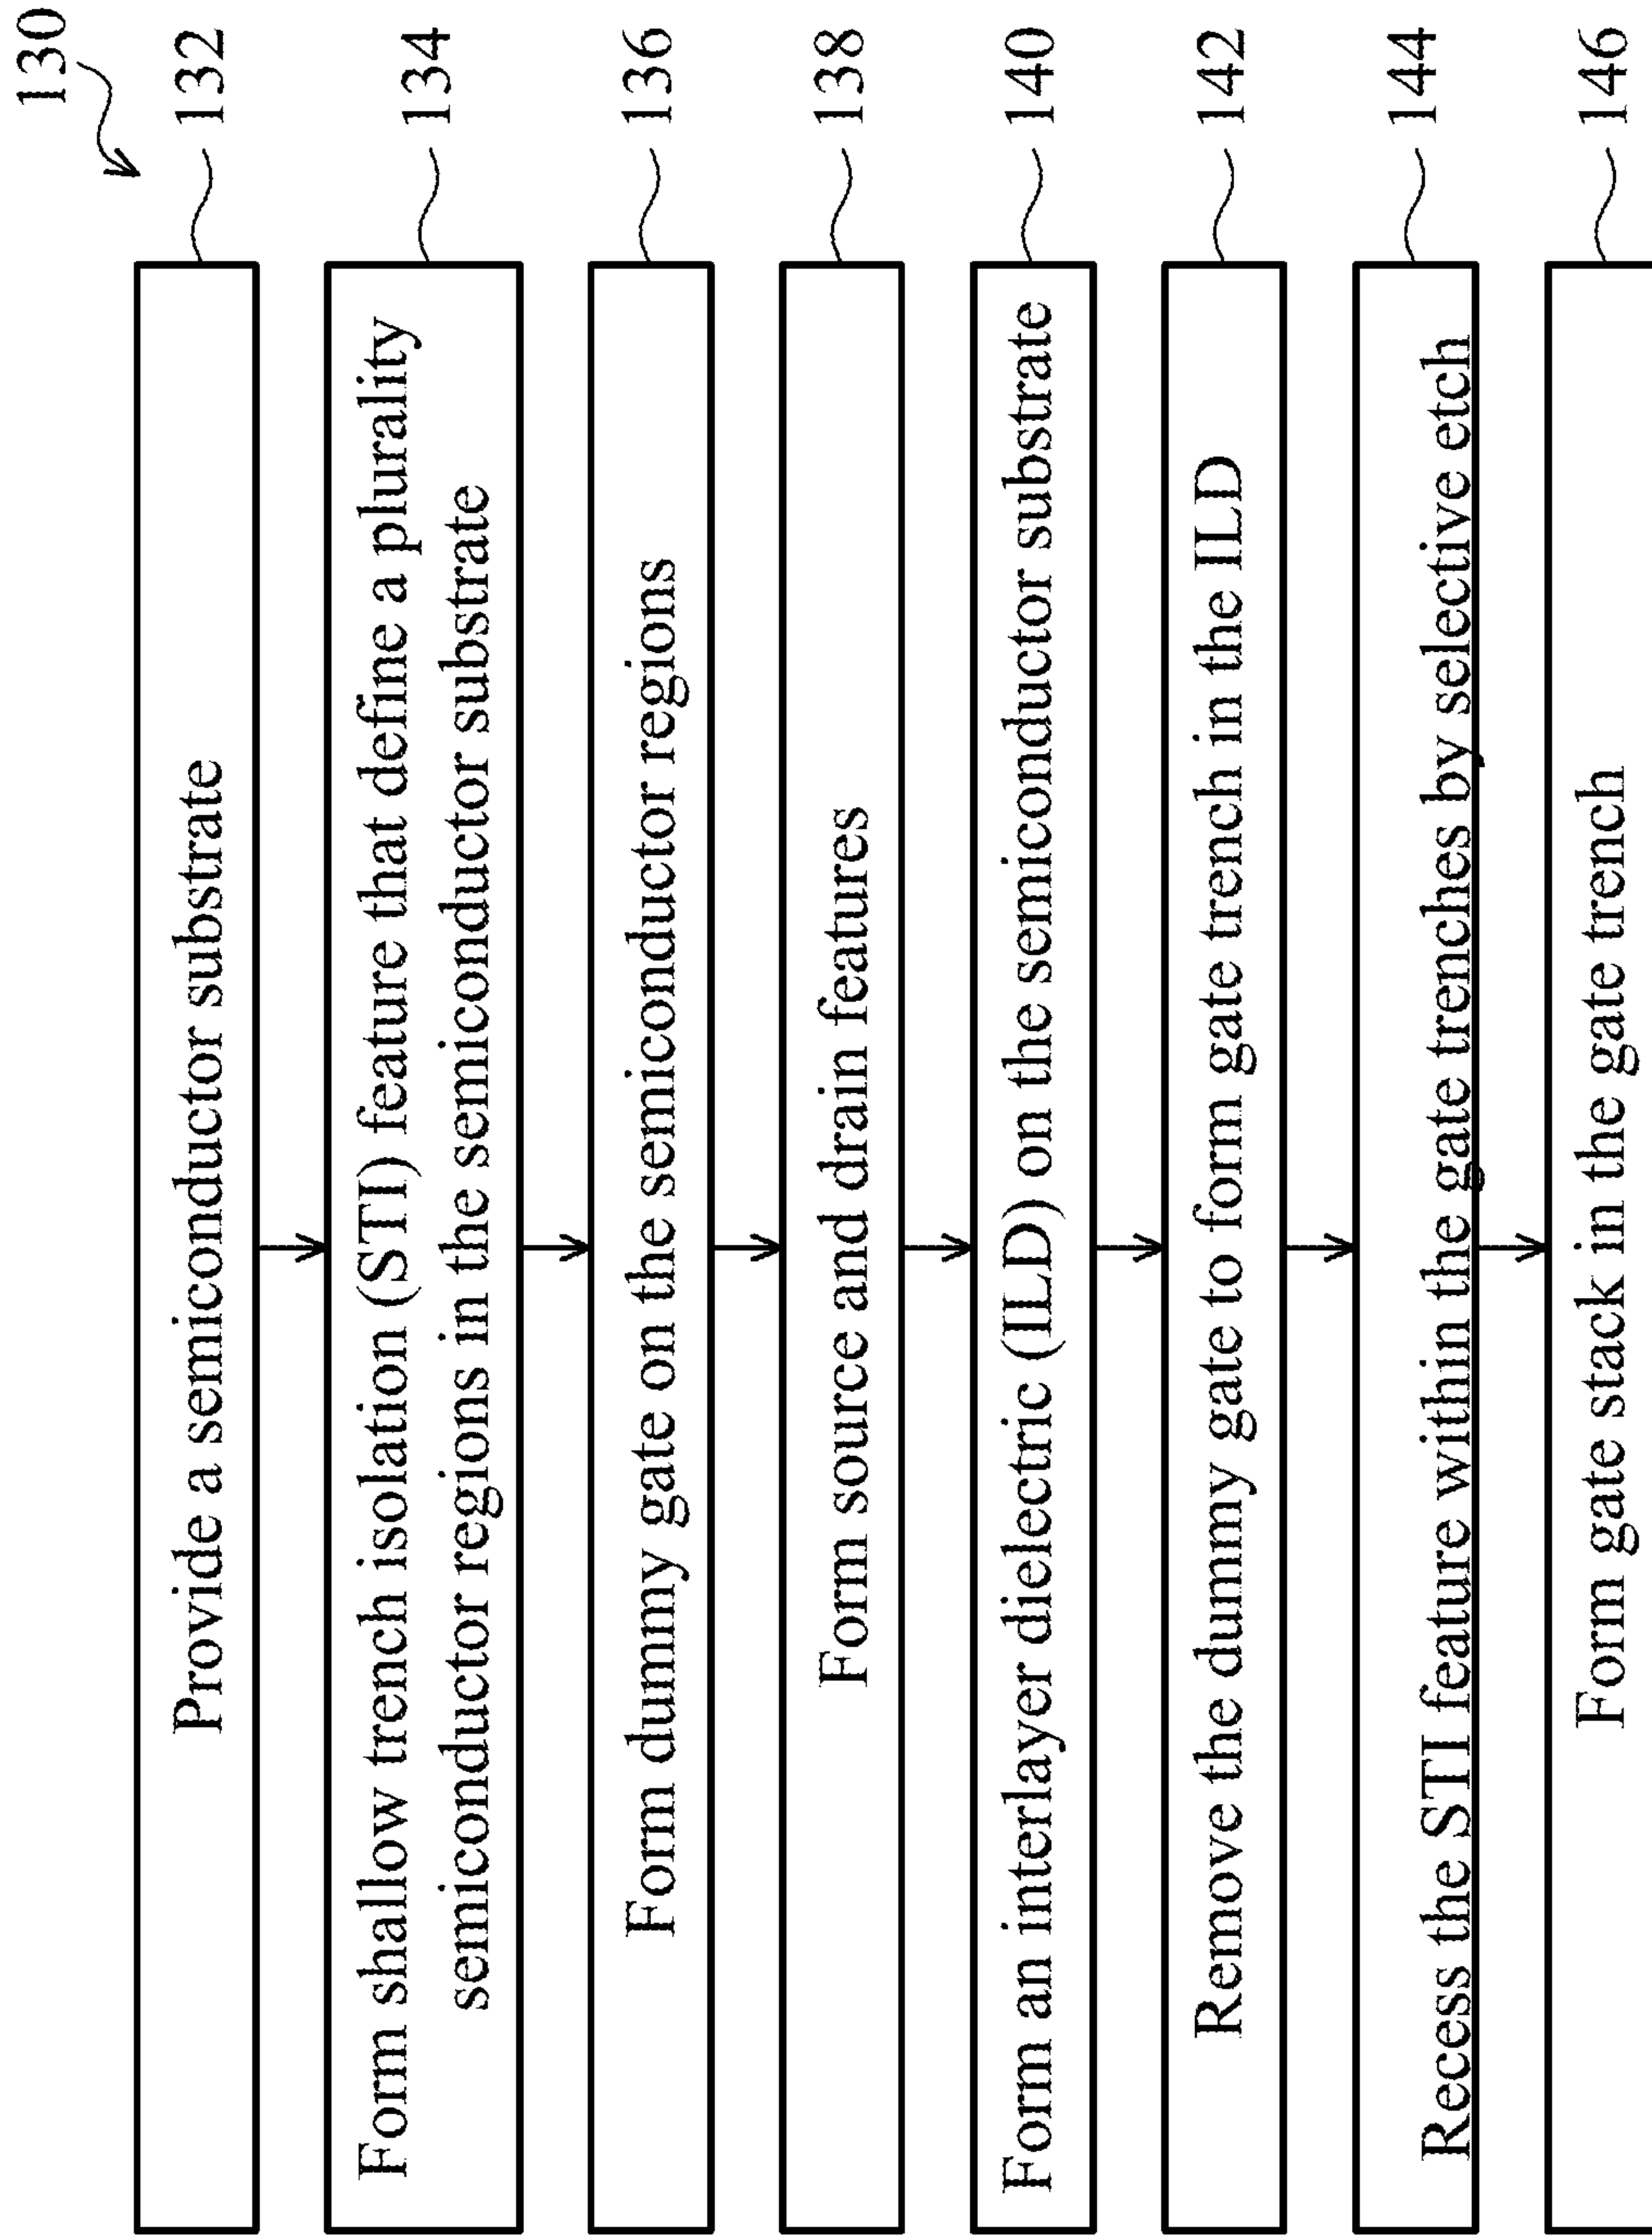 130
Provide a semiconductor substrate
132
Form shallow trench isolation (STI) feature that define a plurality
semiconductor regions in the semiconductor substrate
134
Form dummy gate on the semiconductor regions
136
Form source and drain features
138
Form an interlayer dielectric (ILD) on the semiconductor substrate
140
Remove the dummy gate to form gate trench in the ILD
142
Recess the STI feature within the gate trenches by selective etch
144
Form gate stack in the gate trench
146